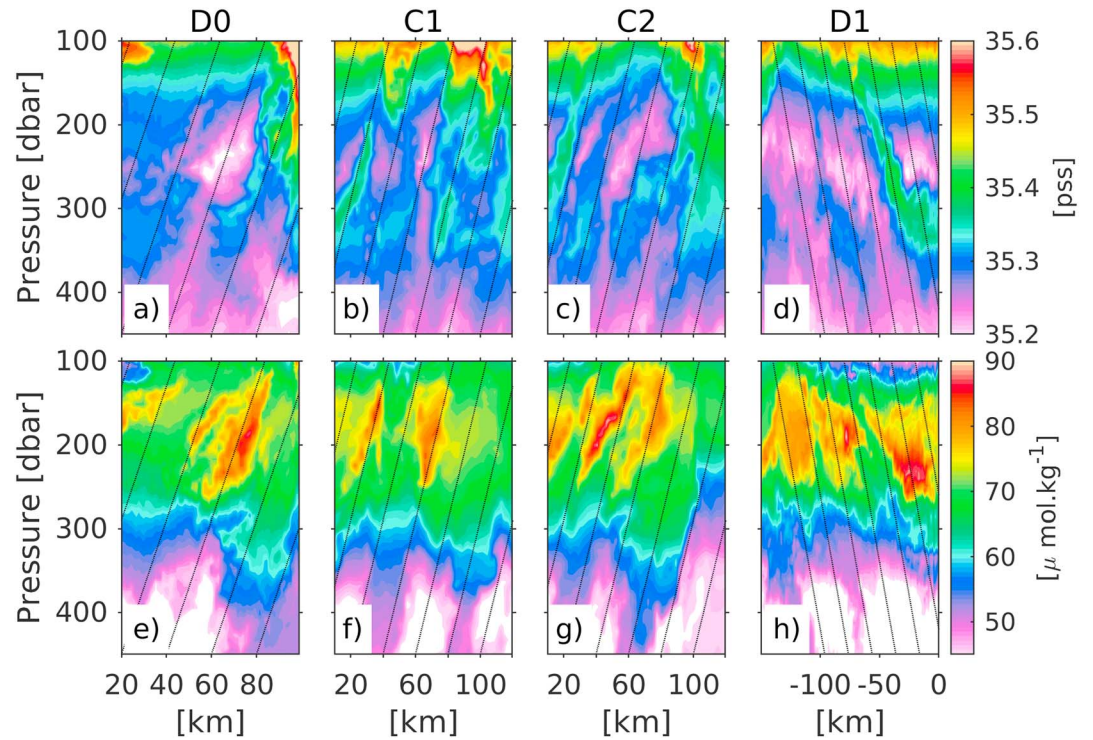 D0 C1 C2 D1
Pressure [dbar]
100
200
300
400
a) b) c) d)
35.6
35.5
35.4
35.3
35.2
[pss]
Pressure [dbar]
100
200
300
400
e) f) g) h)
90
80
70
60
50
[μ mol.kg-1]
20 40 60 80 20 60 100 20 60 100 -100 -50 0
[km] [km] [km] [km]